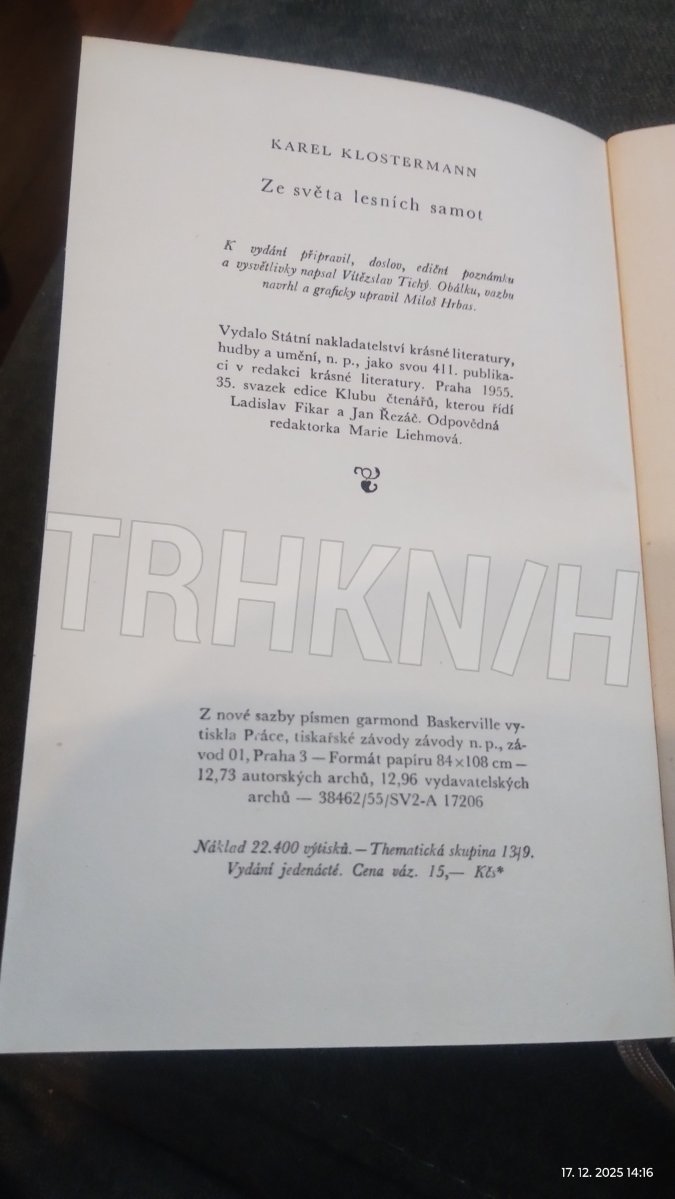 KAREL KLOSTERMANN
Ze světa lesních samot
K vydání připravil, doslov, ediční poznámku
a vysvětlivky napsal Vítězslav Tichý. Obálku, vazbu
navrhl a graficky upravil Miloš Hrbas.
Vydalo Státní nakladatelství krásné literatury,
hudby a umění, n. p., jako svou 411. publika-
ci v redakci krásné literatury. Praha 1955.
35. svazek edice Klubu čtenářů, kterou řídí
Ladislav Fikar a Jan Řezáč. Odpovědná
redaktorka Marie Liehmová.
TRHKN/H
Z nové sazby písmen garmond Baskerville vy-
tiskla Práce, tiskařské závody závody n. p., zá-
vod 01, Praha 3 — Formát papíru 84×108 cm —
12,73 autorských archů, 12,96 vydavatelských
archů — 38462/55/SV2-A 17206
Náklad 22.400 výtisků. — Thematická skupina 13/9.
Vydání jedenácté. Cena váz. 15,— Kčs*
17. 12. 2025 14:16